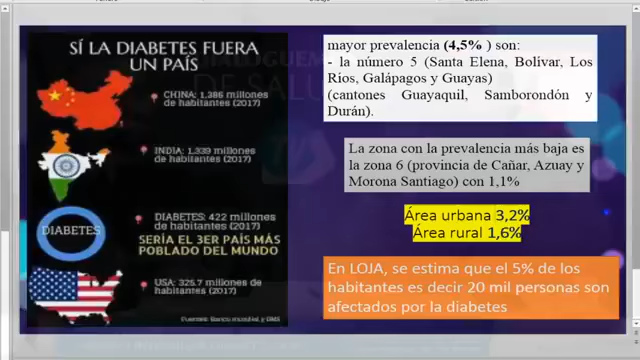 SÍ LA DIABETES FUERA
UN PAÍS
CHINA: 1,386 millones
de habitantes (2017)
INDIA: 1,339 millones
de habitantes (2017)
DIABETES
DIABETES: 422 millones
de habitantes (2017)
SERÍA EL 3ER PAÍS MÁS
POBLADO DEL MUNDO
USA: 325.7 millones de
habitantes (2017)
Fuentes: Banco mundial y OMS
mayor prevalencia (4,5% ) son:
- la número 5 (Santa Elena, Bolívar, Los
Ríos, Galápagos y Guayas)
(cantones Guayaquil, Samborondón y
Durán).
La zona con la prevalencia más baja es
la zona 6 (provincia de Cañar, Azuay y
Morona Santiago) con 1,1%
Área urbana 3,2%
Área rural 1,6%
En LOJA, se estima que el 5% de los
habitantes es decir 20 mil personas son
afectados por la diabetes